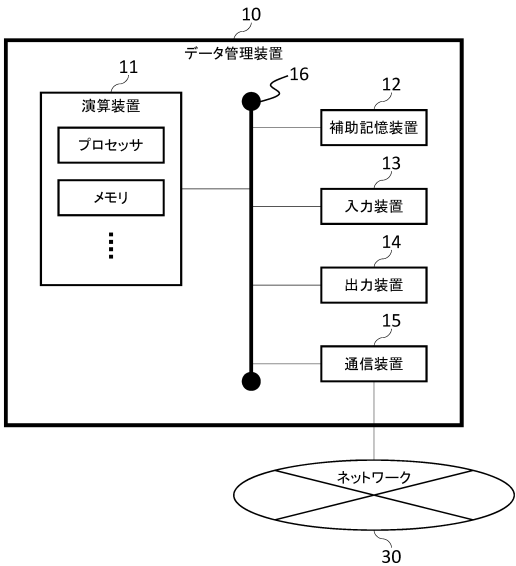 10
データ管理装置
11
16
演算装置
12
補助記憶装置
プロセッサ
13
メモリ
入力装置
14
出力装置
15
通信装置
ネットワーク
30